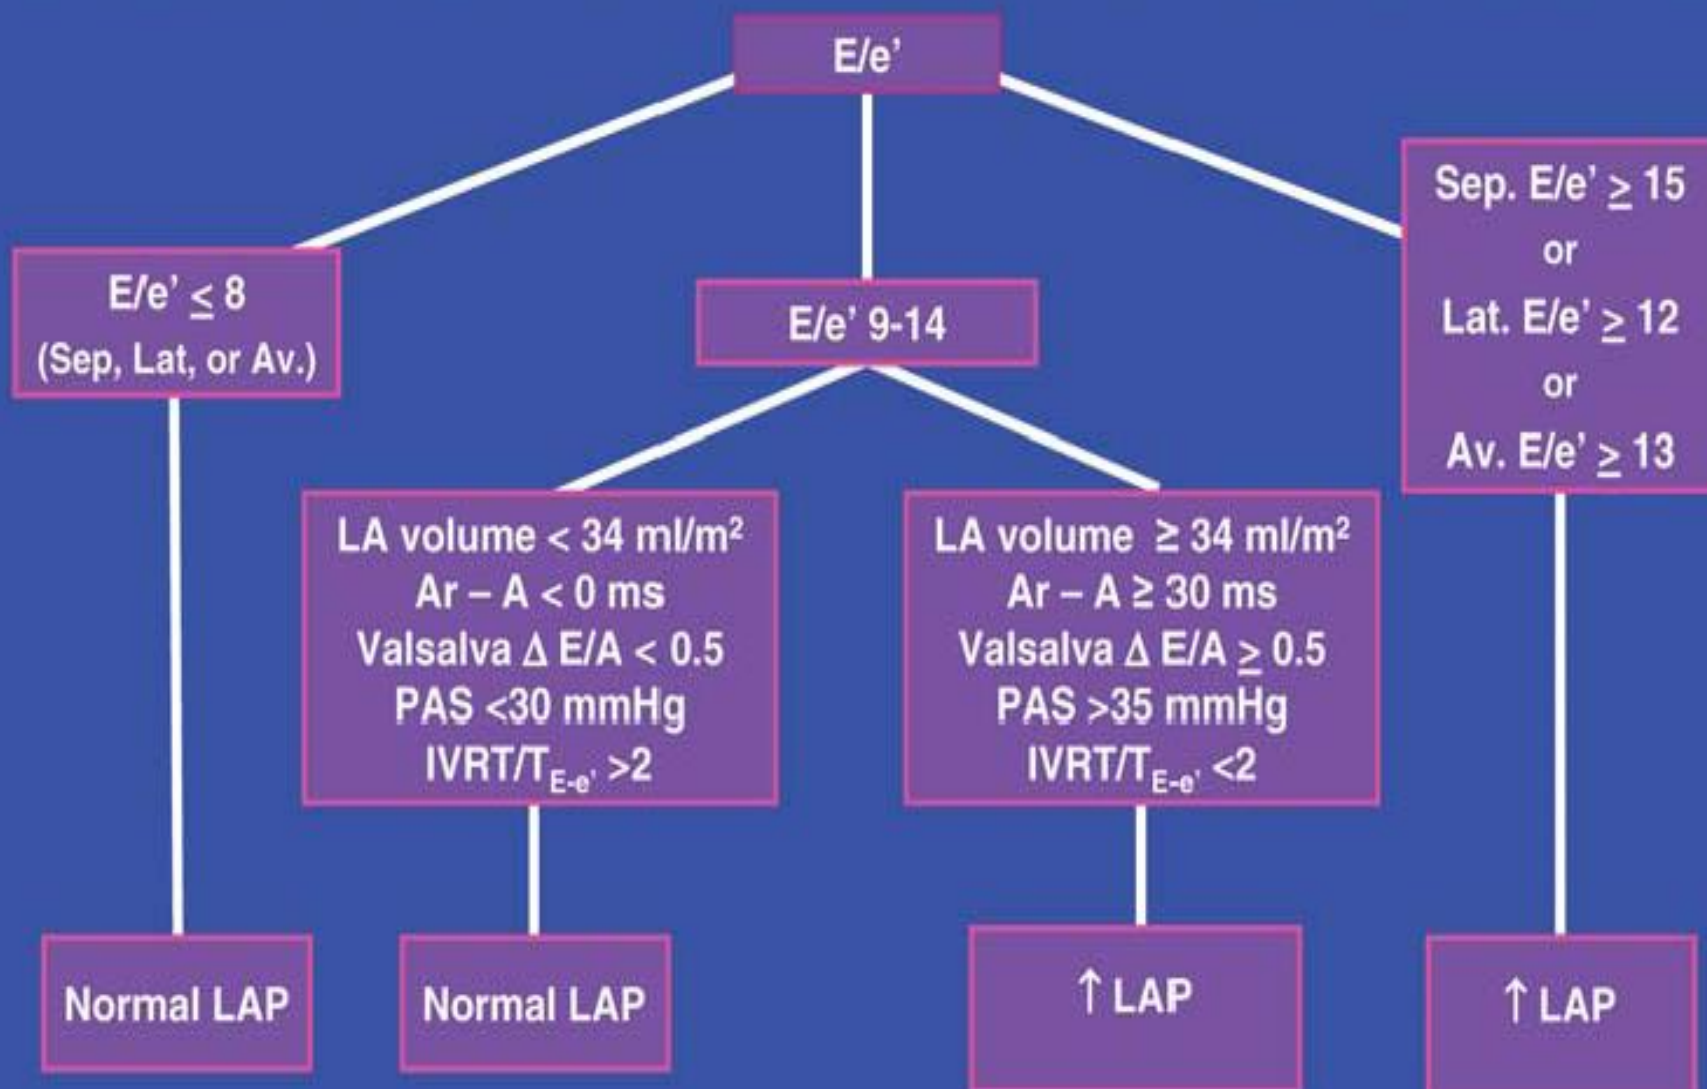 E/e’
E/e’ ≤ 8
(Sep, Lat, or Av.)
E/e’ 9-14
Sep. E/e’ ≥ 15
or
Lat. E/e’ ≥ 12
or
Av. E/e’ ≥ 13
LA volume < 34 ml/m²
Ar – A < 0 ms
Valsalva Δ E/A < 0.5
PAS <30 mmHg
IVRT/T_E-e’ >2
LA volume ≥ 34 ml/m²
Ar – A ≥ 30 ms
Valsalva Δ E/A ≥ 0.5
PAS >35 mmHg
IVRT/T_E-e’ <2
Normal LAP
Normal LAP
↑ LAP
↑ LAP